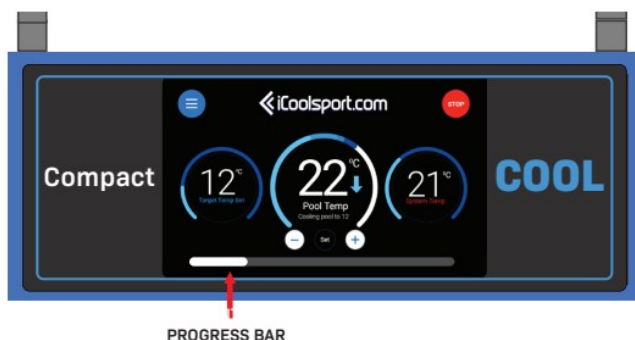 iCoolsport.com
STOP
Compact
COOL
12°C
Target Temp Set
22°C
Pool Temp
Cooling pool to 12
21°C
System Temp
Set
PROGRESS BAR